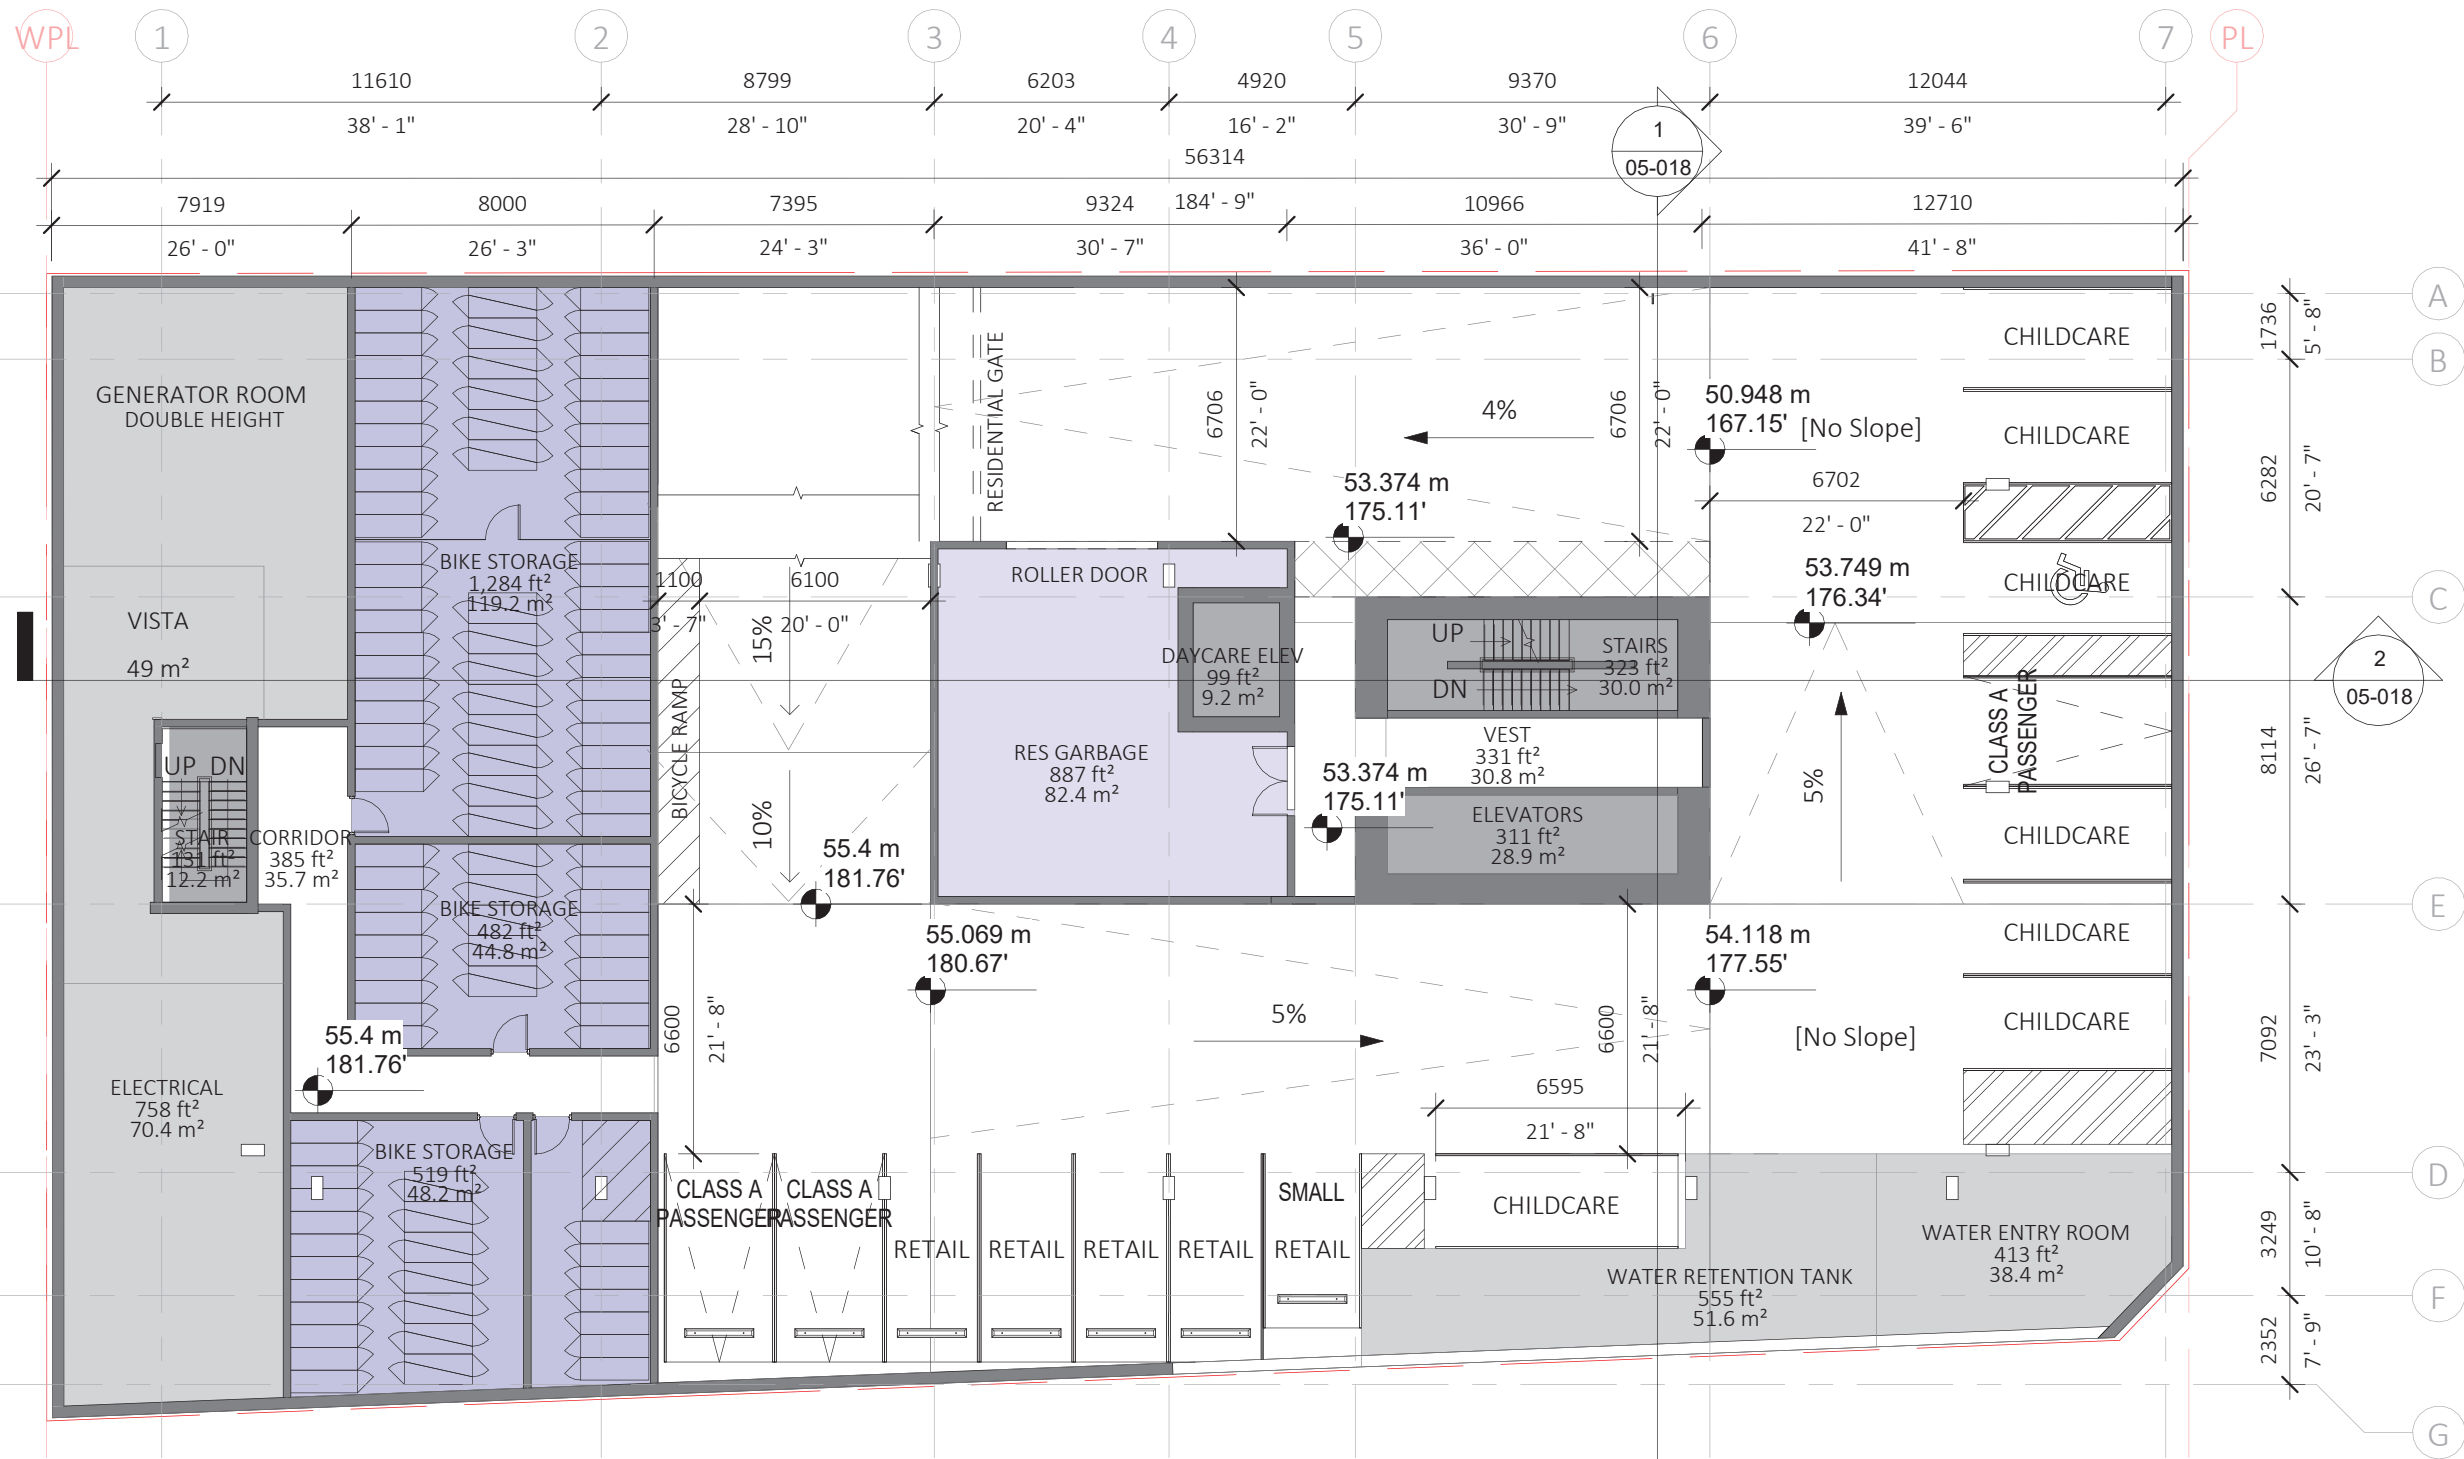 WPL
1
2
3
4
5
6
7
PL
11610
38' - 1"
8799
28' - 10"
6203
20' - 4"
4920
16' - 2"
9370
30' - 9"
12044
39' - 6"
1
05-018
56314
184' - 9"
7919
26' - 0"
8000
26' - 3"
7395
24' - 3"
9324
30' - 7"
10966
36' - 0"
12710
41' - 8"
A
B
C
E
D
F
G
1736
5' - 8"
6282
20' - 7"
8114
26' - 7"
7092
23' - 3"
3249
10' - 8"
2352
7' - 9"
2
05-018
GENERATOR ROOM
DOUBLE HEIGHT
VISTA
49 m²
UP DN
STAIR
131 ft²
12.2 m²
CORRIDOR
385 ft²
35.7 m²
BIKE STORAGE
1,284 ft²
119.2 m²
BIKE STORAGE
482 ft²
44.8 m²
55.4 m
181.76'
ELECTRICAL
758 ft²
70.4 m²
BIKE STORAGE
519 ft²
48.2 m²
RESIDENTIAL GATE
1100
3' - 7"
6100
20' - 0"
15%
10%
BICYCLE RAMP
55.4 m
181.76'
6706
22' - 0"
6706
22' - 0"
4%
50.948 m
167.15'
[No Slope]
53.374 m
175.11'
6702
22' - 0"
53.749 m
176.34'
ROLLER DOOR
DAYCARE ELEV
99 ft²
9.2 m²
RES GARBAGE
887 ft²
82.4 m²
UP
DN
STAIRS
323 ft²
30.0 m²
VEST
331 ft²
30.8 m²
53.374 m
175.11'
ELEVATORS
311 ft²
28.9 m²
5%
CHILDCARE
CHILDCARE
CHILDCARE
CLASS A
PASSENGER
CHILDCARE
CHILDCARE
CHILDCARE
55.069 m
180.67'
54.118 m
177.55'
6600
21' - 8"
5%
6600
21' - 8"
[No Slope]
6595
21' - 8"
CLASS A
PASSENGER
CLASS A
PASSENGER
RETAIL
RETAIL
RETAIL
RETAIL
SMALL
RETAIL
CHILDCARE
WATER ENTRY ROOM
413 ft²
38.4 m²
WATER RETENTION TANK
555 ft²
51.6 m²